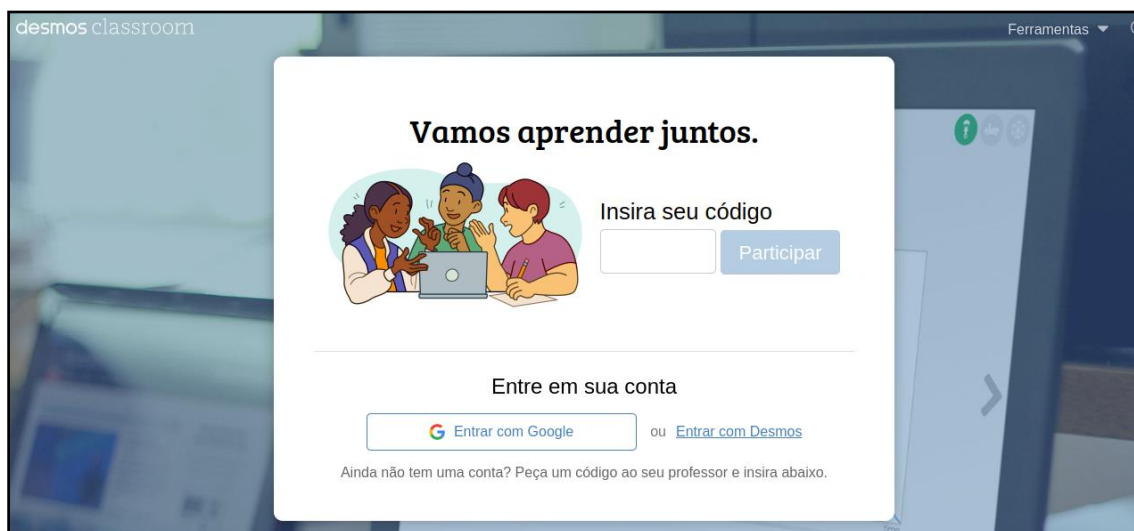 desmos classroom
Ferramentas
Vamos aprender juntos.
Insira seu código
Participar
Entre em sua conta
Entrar com Google
ou Entrar com Desmos
Ainda não tem uma conta? Peça um código ao seu professor e insira abaixo.